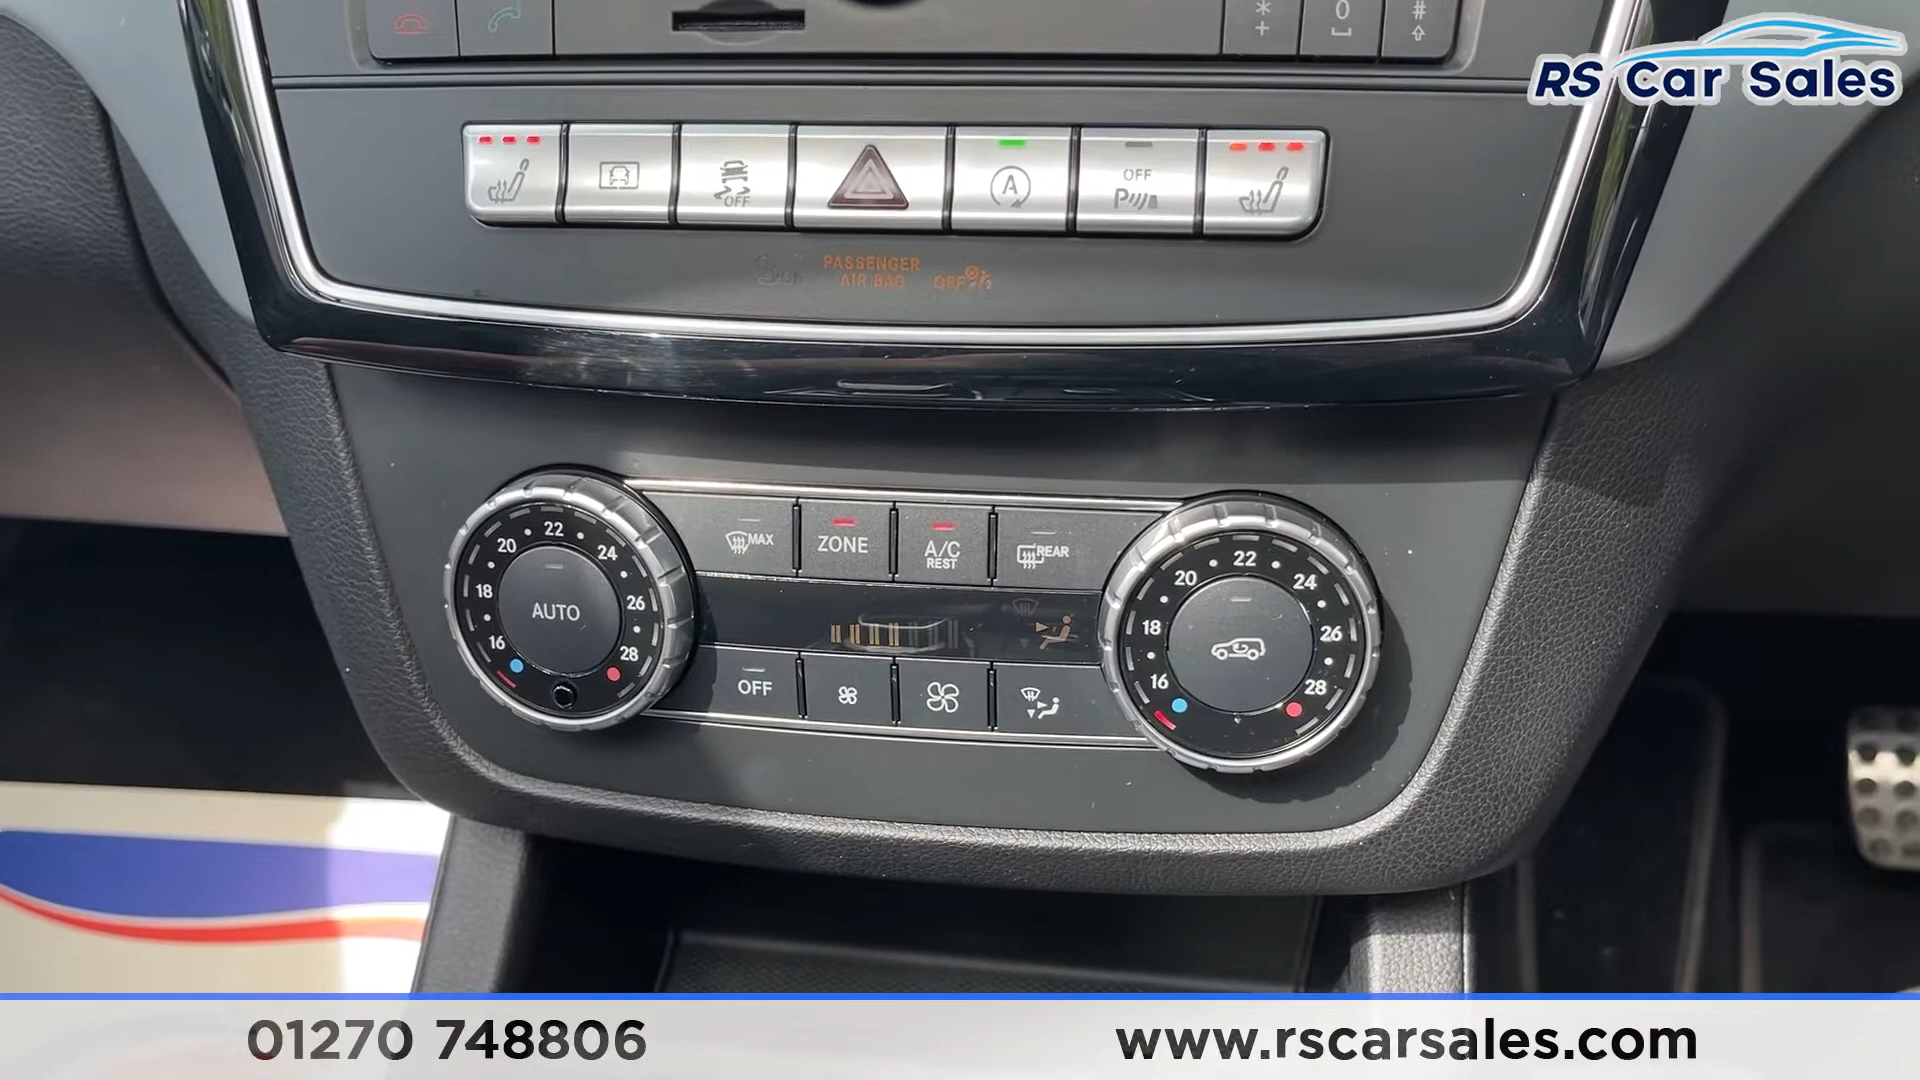 * 0 #
+
RS Car Sales
OFF A OFF
P
PASSENGER
AIR BAG OFF
MAX ZONE A/C REAR
REST
16 18 20 22 24 26 28
AUTO
16 18 20 22 24 26 28
OFF
01270 748806 www.rscarsales.com